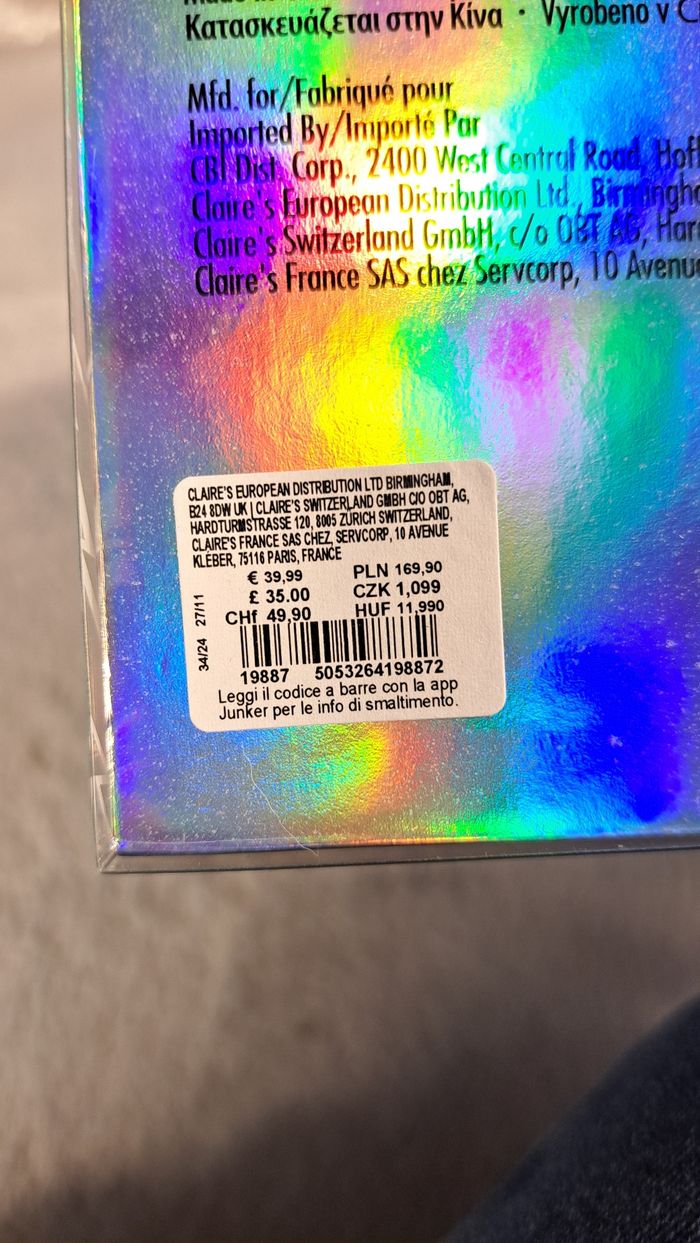 Κατασκευάζεται στην Κίνα · Vyrobeno v
Mfd. for/Fabriqué pour
Imported By/Importé Par
CBI Dist. Corp., 2400 West Central Road,
Claire's European Distribution Ltd.,
Claire's Switzerland GmbH, c/o OBT AG,
Claire's France SAS chez Servcorp, 10 Avenue
CLAIRE'S EUROPEAN DISTRIBUTION LTD BIRMINGHAM,
B24 8DW UK | CLAIRE'S SWITZERLAND GMBH C/O OBT AG,
HARDTURMSTRASSE 120, 8005 ZURICH SWITZERLAND,
CLAIRE'S FRANCE SAS CHEZ, SERVCORP, 10 AVENUE
KLÉBER, 75116 PARIS, FRANCE
€ 39,99 PLN 169,90
£ 35.00 CZK 1,099
CHf 49,90 HUF 11,990
34/24 27/11
19887 5053264198872
Leggi il codice a barre con la app
Junker per le info di smaltimento.